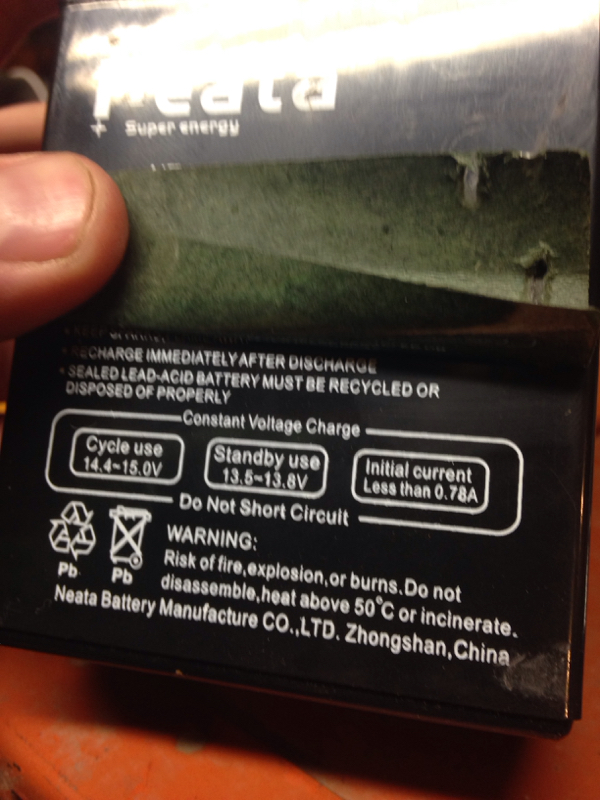 Neata
+ Super energy
• RECHARGE IMMEDIATELY AFTER DISCHARGE
• SEALED LEAD-ACID BATTERY MUST BE RECYCLED OR
DISPOSED OF PROPERLY
Constant Voltage Charge
Cycle use
14.4~15.0V
Standby use
13.5~13.8V
Initial current
Less than 0.78A
Do Not Short Circuit
Pb
Pb
WARNING:
Risk of fire,explosion,or burns.Do not
disassemble,heat above 50°C or incinerate.
Neata Battery Manufacture CO.,LTD. Zhongshan,China